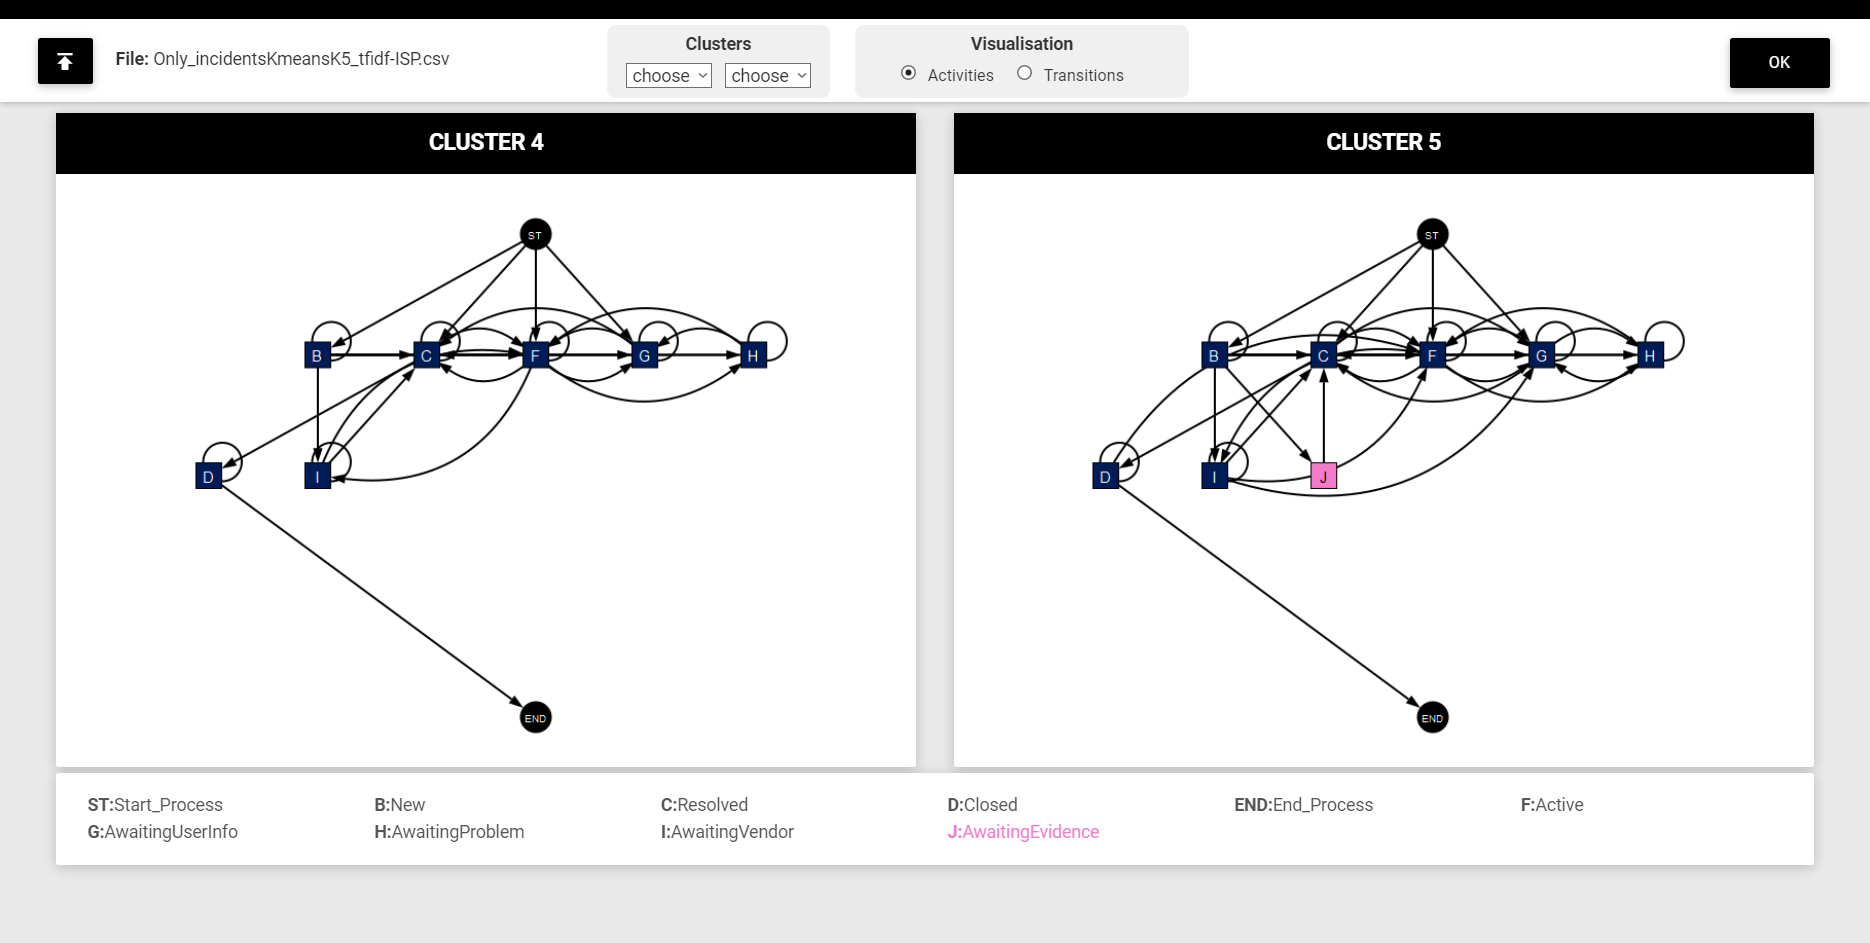 File: Only_incidentsKmeansK5_tfidf-ISP.csv
Clusters
choose choose
Visualisation
Activities Transitions
OK
CLUSTER 4
ST
B C F G H
D I
END
CLUSTER 5
ST
B C F G H
D I J
END
ST:Start_Process B:New C:Resolved D:Closed END:End_Process F:Active
G:AwaitingUserInfo H:AwaitingProblem I:AwaitingVendor J:AwaitingEvidence